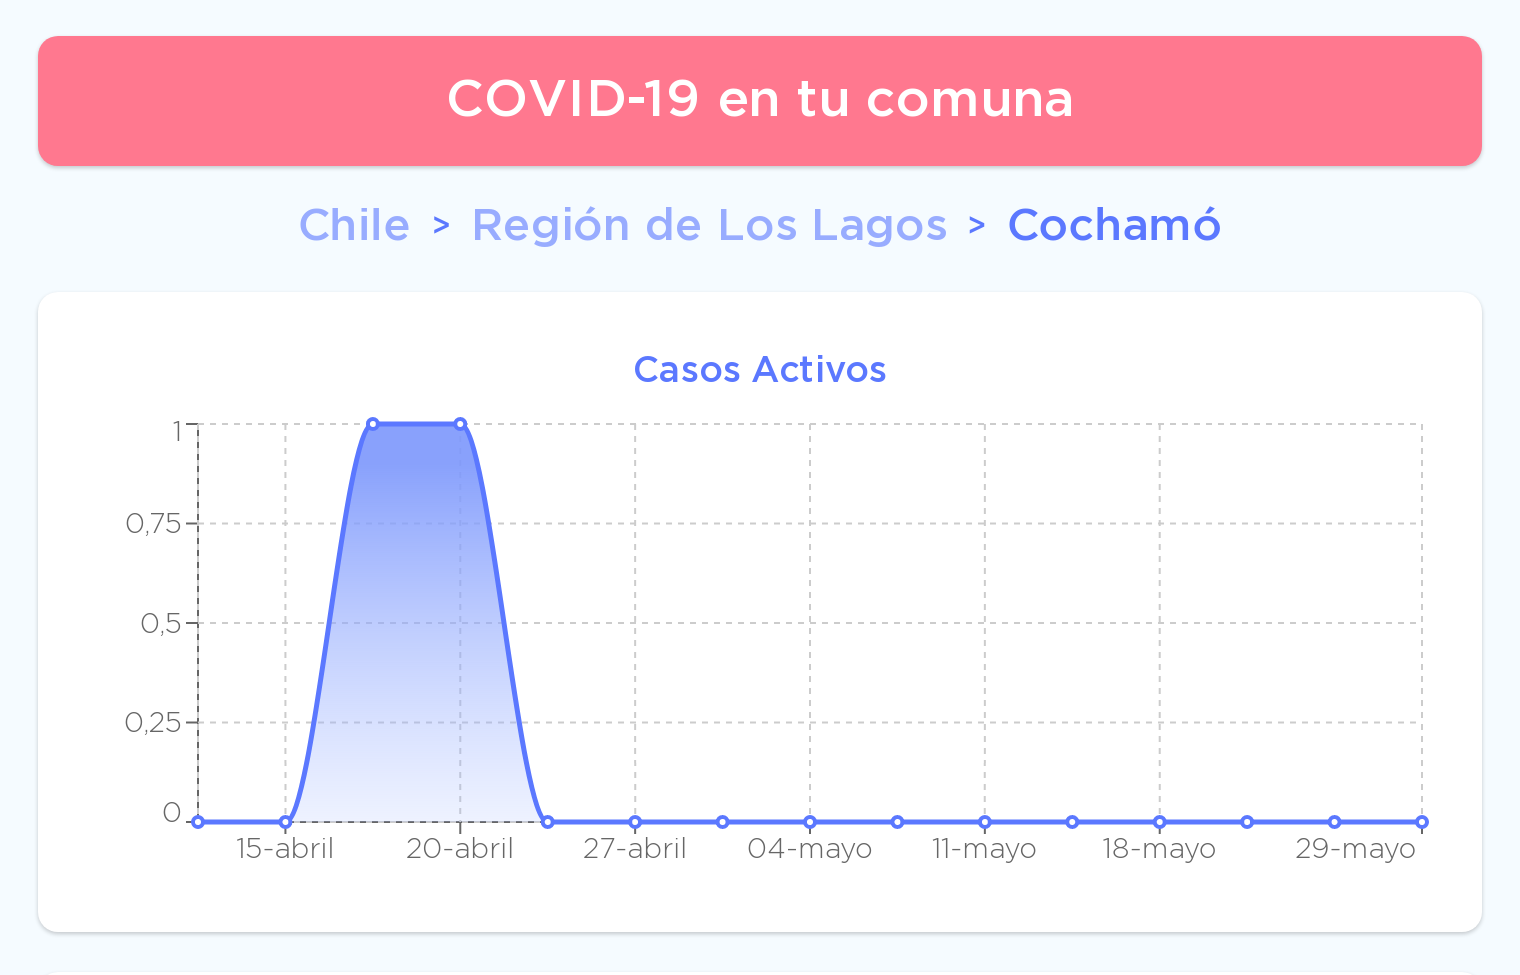 COVID-19 en tu comuna
Chile > Región de Los Lagos > Cochamó
Casos Activos
1
0,75
0,5
0,25
0
15-abril 20-abril 27-abril 04-mayo 11-mayo 18-mayo 29-mayo